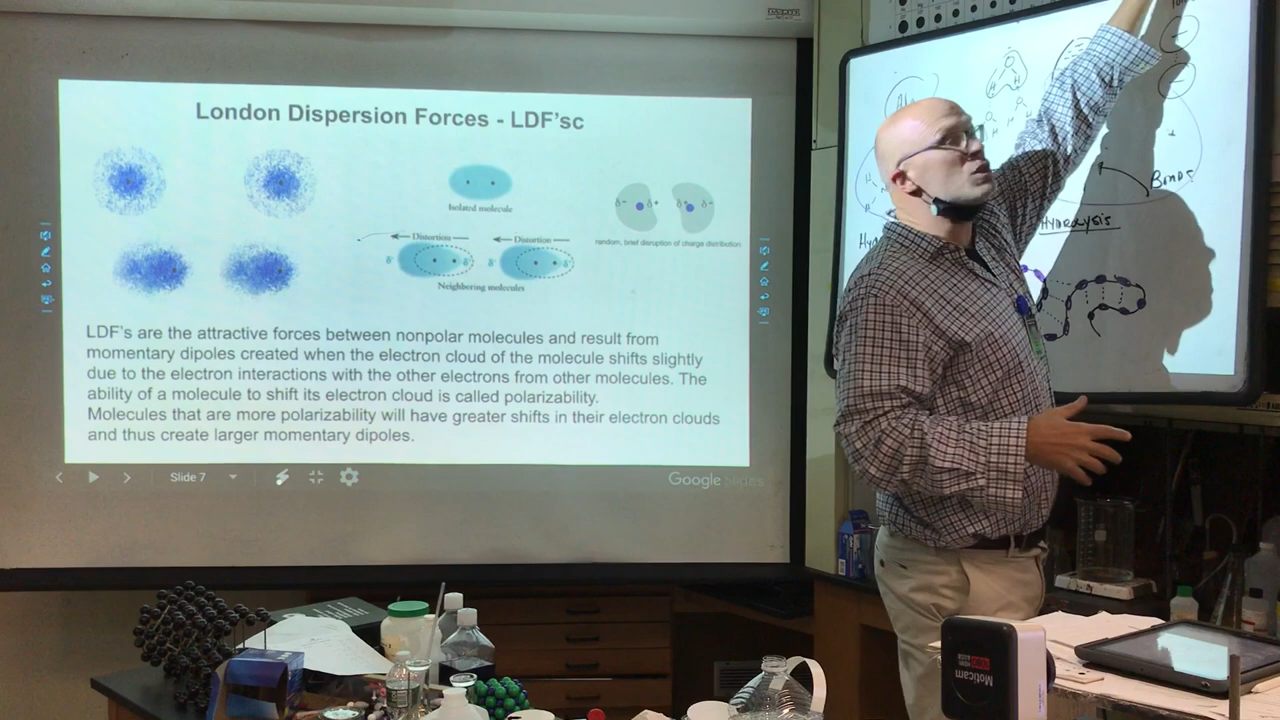 DA-LITE
London Dispersion Forces - LDF'sc
Isolated molecule
δ- δ+ δ+ δ-
random, brief disruption of charge distribution
Distortion Distortion
Neighboring molecules
LDF's are the attractive forces between nonpolar molecules and result from
momentary dipoles created when the electron cloud of the molecule shifts slightly
due to the electron interactions with the other electrons from other molecules. The
ability of a molecule to shift its electron cloud is called polarizability.
Molecules that are more polarizability will have greater shifts in their electron clouds
and thus create larger momentary dipoles.
Slide 7
Google Slides
Bonds
Hydrolysis
Moticam